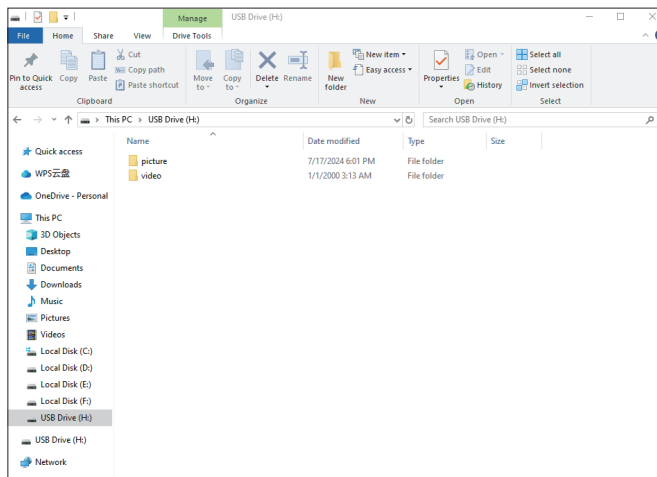 Manage
USB Drive (H:)
File
Home
Share
View
Drive Tools
Pin to Quick access
Copy
Paste
Cut
Copy path
Paste shortcut
Clipboard
Move to
Copy to
Delete
Rename
Organize
New folder
New item
Easy access
New
Properties
Open
Edit
History
Open
Select all
Select none
Invert selection
Select
This PC > USB Drive (H:)
Search USB Drive (H:)
Name
Date modified
Type
Size
picture 7/17/2024 6:01 PM File folder
video 1/1/2000 3:13 AM File folder
Quick access
WPS云盘
OneDrive - Personal
This PC
3D Objects
Desktop
Documents
Downloads
Music
Pictures
Videos
Local Disk (C:)
Local Disk (D:)
Local Disk (E:)
Local Disk (F:)
USB Drive (H:)
USB Drive (H:)
Network